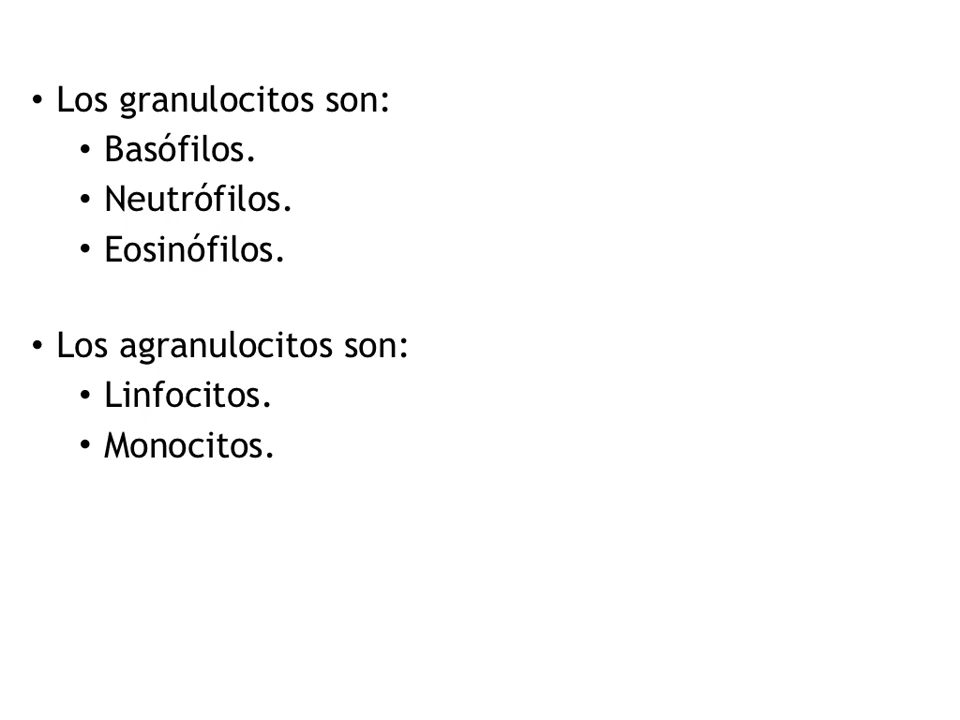 • Los granulocitos son:
• Basófilos.
• Neutrófilos.
• Eosinófilos.
• Los agranulocitos son:
• Linfocitos.
• Monocitos.